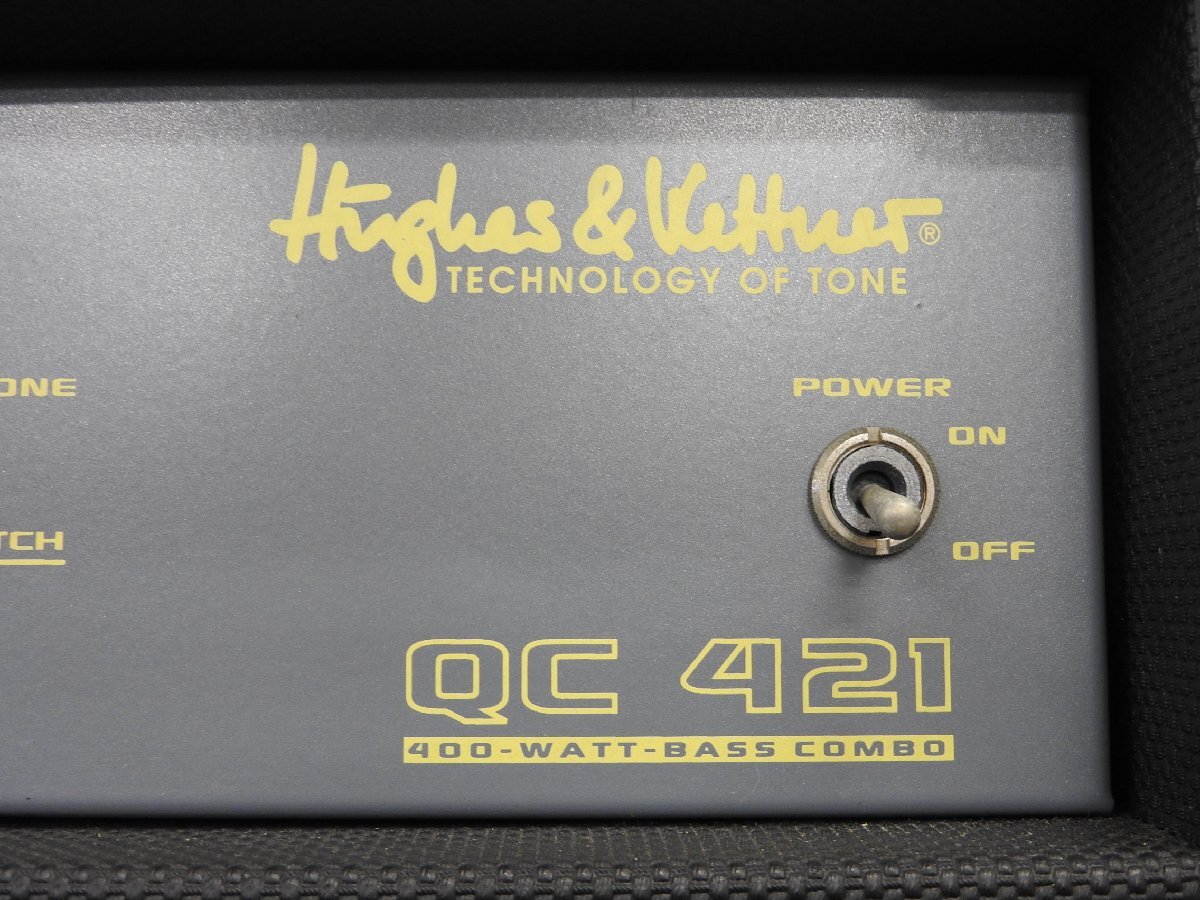 Hughes & Kettner®
TECHNOLOGY OF TONE
ONE
POWER
ON
TCH
OFF
QC 421
400-WATT-BASS COMBO